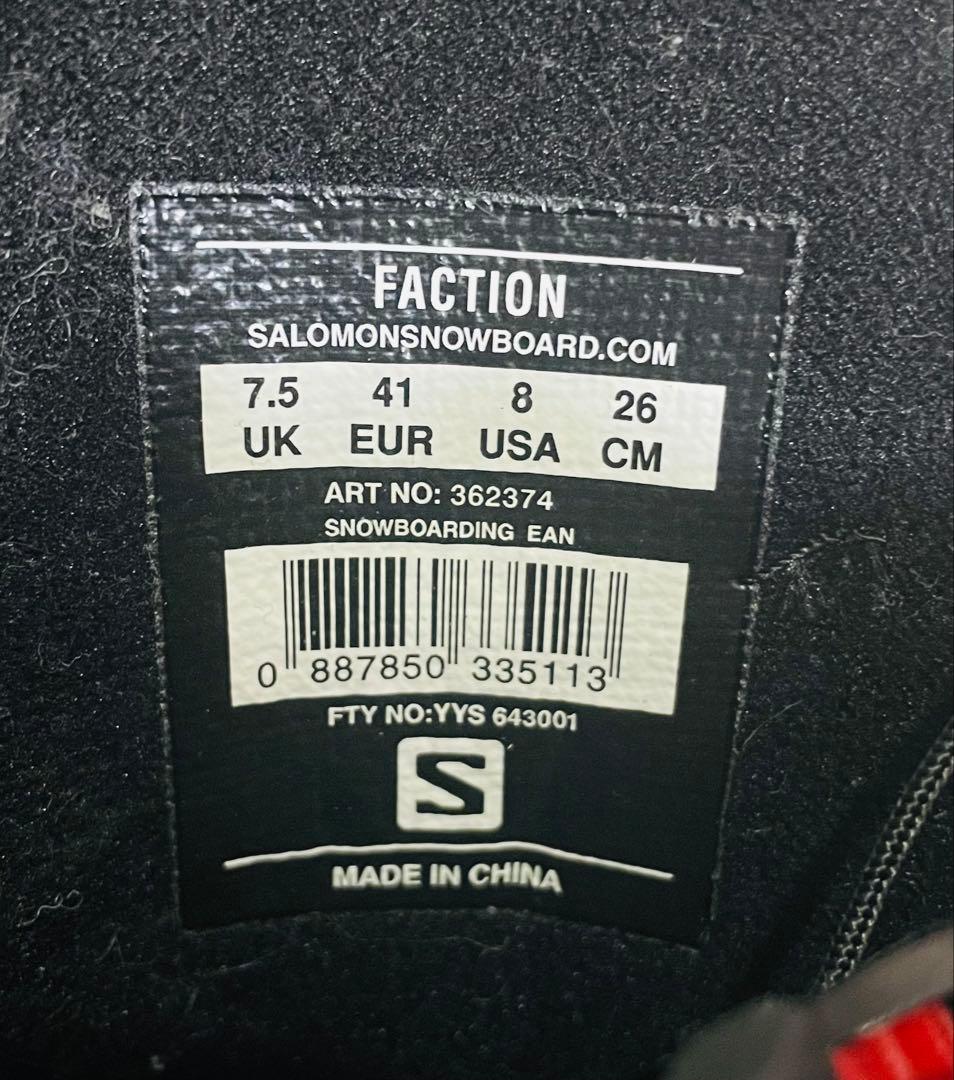 FACTION
SALOMONSNOWBOARD.COM
7.5 41 8 26
UK EUR USA CM
ART NO: 362374
SNOWBOARDING EAN
0 887850 335113
FTY NO:YYS 643001
S
MADE IN CHINA